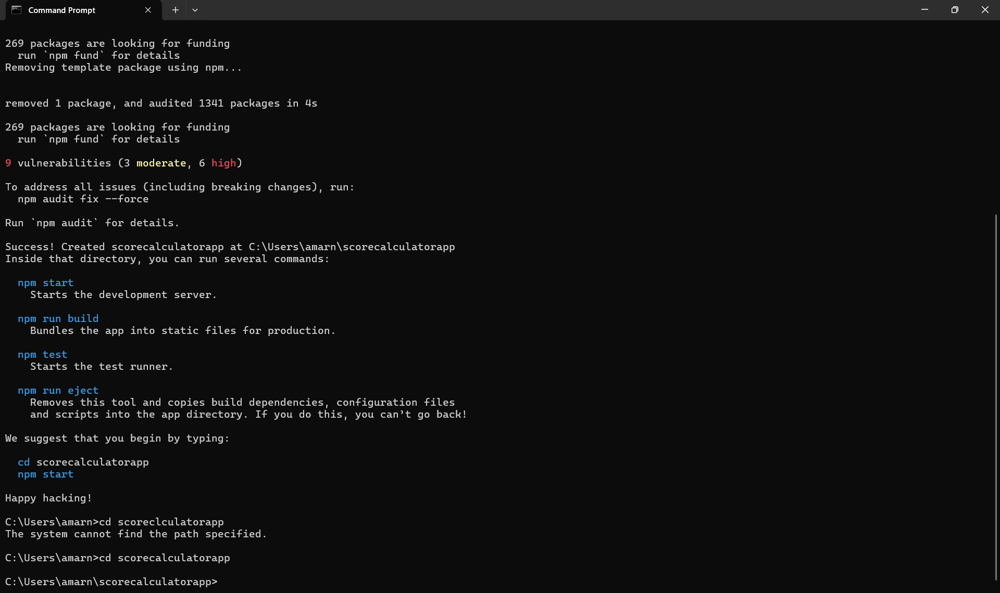 Command Prompt
269 packages are looking for funding
  run `npm fund` for details
Removing template package using npm...
removed 1 package, and audited 1341 packages in 4s
269 packages are looking for funding
  run `npm fund` for details
9 vulnerabilities (3 moderate, 6 high)
To address all issues (including breaking changes), run:
  npm audit fix --force
Run `npm audit` for details.
Success! Created scorecalculatorapp at C:\Users\amarn\scorecalculatorapp
Inside that directory, you can run several commands:
  npm start
    Starts the development server.
  npm run build
    Bundles the app into static files for production.
  npm test
    Starts the test runner.
  npm run eject
    Removes this tool and copies build dependencies, configuration files
    and scripts into the app directory. If you do this, you can’t go back!
We suggest that you begin by typing:
  cd scorecalculatorapp
  npm start
Happy hacking!
C:\Users\amarn>cd scoreclculatorapp
The system cannot find the path specified.
C:\Users\amarn>cd scorecalculatorapp
C:\Users\amarn\scorecalculatorapp>